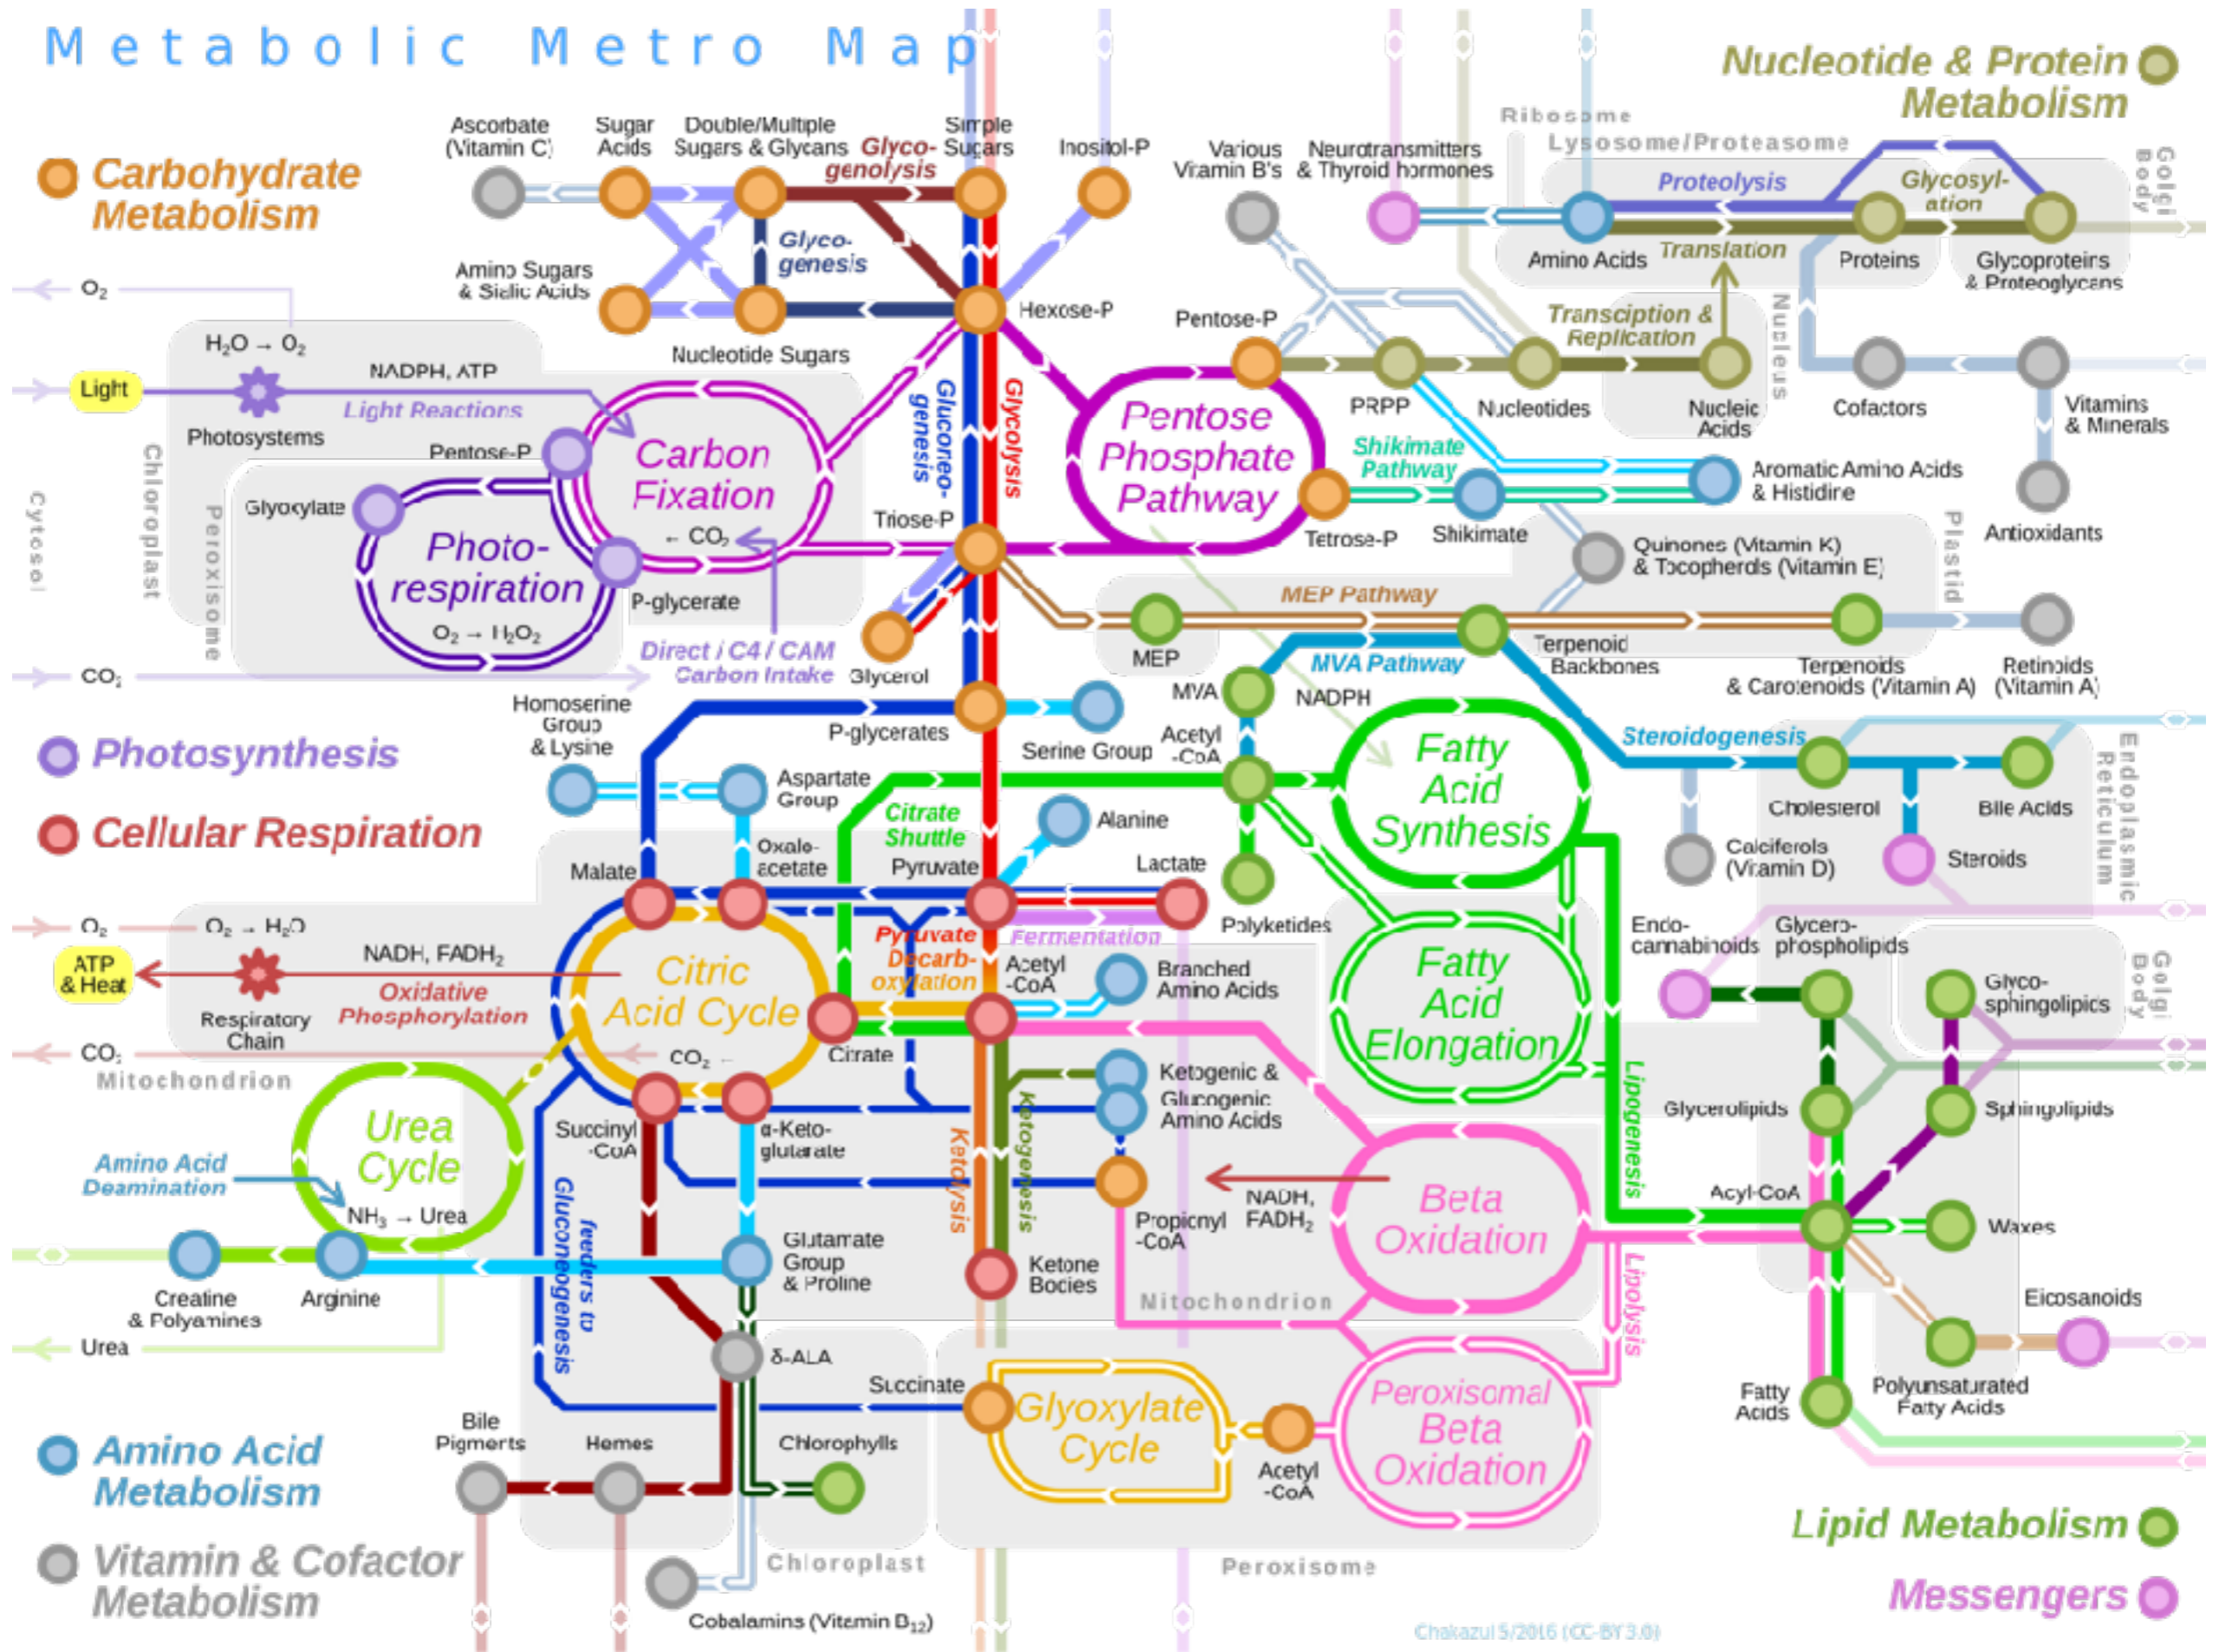 Metabolic Metro Map
Nucleotide & Protein
Metabolism
Carbohydrate
Metabolism
Ascorbate
(Vitamin C)
Sugar
Acids
Double/Multiple
Sugars & Glycans
Glyco-
genolysis
Simple
Sugars
Inositol-P
Various
Vitamin B's
Neurotransmitters
& Thyroid hormones
Ribosome
Lysosome/Proteasome
Proteolysis
Glycosyl-
ation
Golgi
Body
Amino Acids
Translation
Proteins
Glycoproteins
& Proteoglycans
Glyco-
genesis
Amino Sugars
& Sialic Acids
Nucleotide Sugars
Hexose-P
Pentose-P
Transciption &
Replication
Nucleus
PRPP
Nucleotides
Nucleic
Acids
Cofactors
Vitamins
& Minerals
Antioxidants
O₂
H₂O → O₂
Light
NADPH, ATP
Light Reactions
Photosystems
Pentose-P
Carbon
Fixation
← CO₂
Glyoxylate
Photo-
respiration
O₂ → H₂O₂
P-glycerate
Direct / C4 / CAM
Carbon Intake
Cytosol
Chloroplast
Peroxisome
CO₂
Gluconeo-
genesis
Glycolysis
Triose-P
Glycerol
Pentose
Phosphate
Pathway
Shikimate
Pathway
Tetrose-P
Shikimate
Aromatic Amino Acids
& Histidine
Quinones (Vitamin K)
& Tocopherols (Vitamin E)
Plastid
MEP Pathway
MEP
MVA Pathway
Terpenoid
Backbones
Terpenoids
& Carotenoids (Vitamin A)
Retinoids
(Vitamin A)
Homoserine
Group
& Lysine
P-glycerates
Serine Group
MVA
NADPH
Acetyl
-CoA
Photosynthesis
Cellular Respiration
Aspartate
Group
Citrate
Shuttle
Alanine
Fatty
Acid
Synthesis
Steroidogenesis
Cholesterol
Bile Acids
Endoplasmic
Reticulum
Calciferols
(Vitamin D)
Steroids
Malate
Oxalo-
acetate
Pyruvate
Lactate
Polyketides
Endo-
cannabinoids
Glycero-
phospholipids
O₂
O₂ → H₂O
ATP
& Heat
NADH, FADH₂
Oxidative
Phosphorylation
Respiratory
Chain
CO₂
Mitochondrion
Citric
Acid Cycle
CO₂ ←
Pyruvate
Decarb-
oxylation
Fermentation
Acetyl
-CoA
Branched
Amino Acids
Citrate
Fatty
Acid
Elongation
Glyco-
sphingolipids
Golgi
Body
Ketogenic &
Glucogenic
Amino Acids
Glycerolipids
Sphingolipids
Urea
Cycle
Amino Acid
Deamination
NH₃ → Urea
Succinyl
-CoA
α-Keto-
glutarate
Ketolysis
Ketogenesis
Propionyl
-CoA
NADH,
FADH₂
Beta
Oxidation
Lipogenesis
Acyl-CoA
Waxes
Creatine
& Polyamines
Arginine
Urea
feeders to
Gluconeogenesis
Glutamate
Group
& Proline
Ketone
Bodies
Mitochondrion
Lipolysis
Eicosanoids
δ-ALA
Succinate
Glyoxylate
Cycle
Acetyl
-CoA
Peroxisomal
Beta
Oxidation
Fatty
Acids
Polyunsaturated
Fatty Acids
Amino Acid
Metabolism
Bile
Pigments
Hemes
Chlorophylls
Vitamin & Cofactor
Metabolism
Chloroplast
Peroxisome
Cobalamins (Vitamin B₁₂)
Lipid Metabolism
Messengers
Chakazul 5/2016 (CC-BY 3.0)